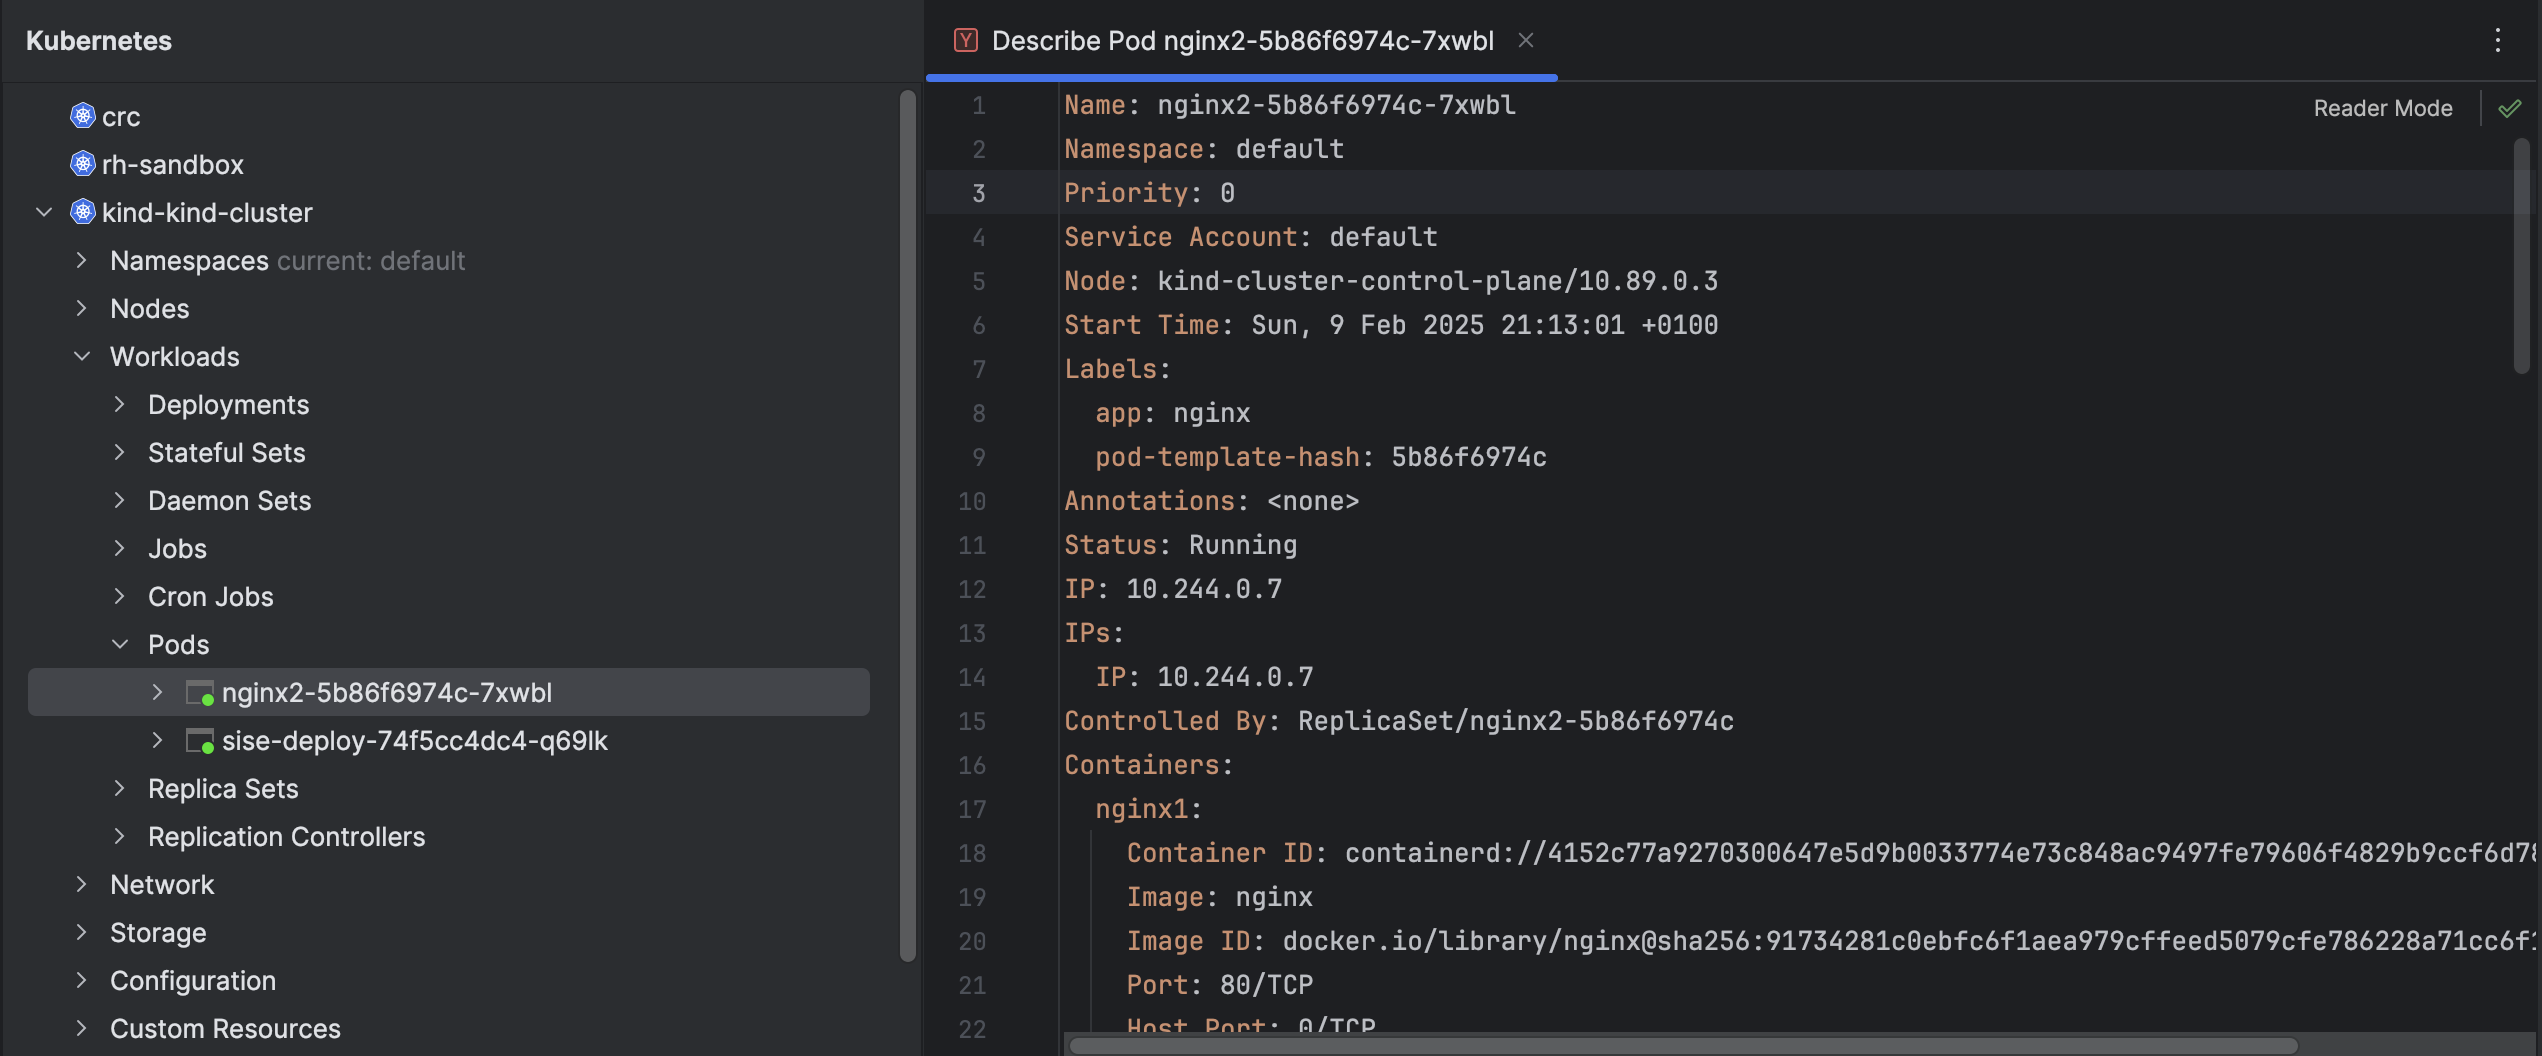 Kubernetes
crc
rh-sandbox
kind-kind-cluster
Namespaces current: default
Nodes
Workloads
Deployments
Stateful Sets
Daemon Sets
Jobs
Cron Jobs
Pods
nginx2-5b86f6974c-7xwbl
sise-deploy-74f5cc4dc4-q69lk
Replica Sets
Replication Controllers
Network
Storage
Configuration
Custom Resources
Y Describe Pod nginx2-5b86f6974c-7xwbl
Reader Mode
1 Name: nginx2-5b86f6974c-7xwbl
2 Namespace: default
3 Priority: 0
4 Service Account: default
5 Node: kind-cluster-control-plane/10.89.0.3
6 Start Time: Sun, 9 Feb 2025 21:13:01 +0100
7 Labels:
8 app: nginx
9 pod-template-hash: 5b86f6974c
10 Annotations: <none>
11 Status: Running
12 IP: 10.244.0.7
13 IPs:
14 IP: 10.244.0.7
15 Controlled By: ReplicaSet/nginx2-5b86f6974c
16 Containers:
17 nginx1:
18 Container ID: containerd://4152c77a9270300647e5d9b0033774e73c848ac9497fe79606f4829b9ccf6d78
19 Image: nginx
20 Image ID: docker.io/library/nginx@sha256:91734281c0ebfc6f1aea979cffeed5079cfe786228a71cc6f1
21 Port: 80/TCP
22 Host Port: 0/TCP